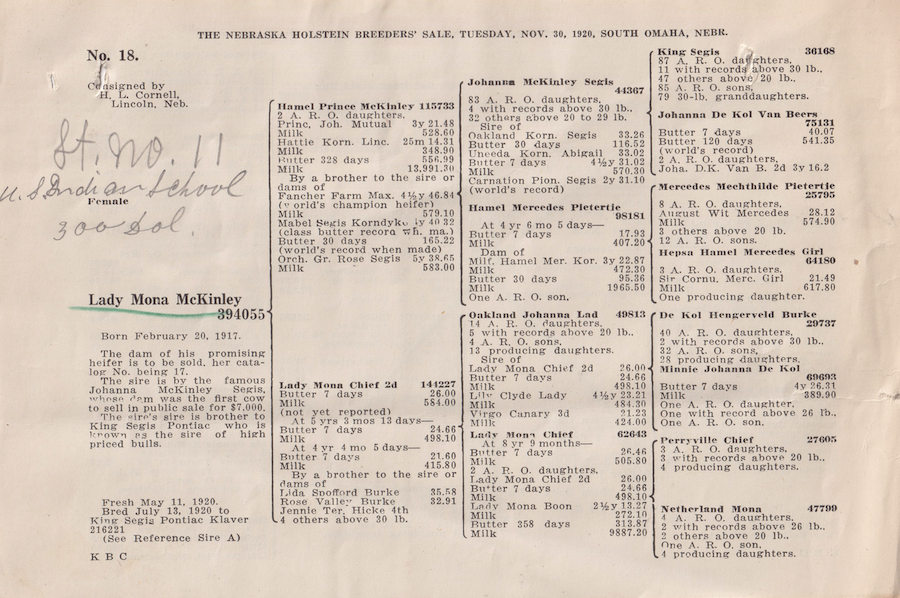 THE NEBRASKA HOLSTEIN BREEDERS' SALE, TUESDAY, NOV. 30, 1920, SOUTH OMAHA, NEBR.
No. 18.
Consigned by
H. L. Cornell,
Lincoln, Neb.
St. No. 11
U.S Indian School
Female
300 Dol.
Lady Mona McKinley
394055
Born February 20, 1917.
The dam of his promising
heifer is to be sold, her cata-
log No. being 17.
The sire is by the famous
Johanna McKinley Segis,
whose dam was the first cow
to sell in public sale for $7,000.
The sire's sire is brother to
King Segis Pontiac who is
known as the sire of high
priced bulls.
Fresh May 11, 1920.
Bred July 13, 1920 to
King Segis Pontiac Klaver
216221
(See Reference Sire A)
K B C
Hamel Prince McKinley 115733
2 A. R. O. daughters.
Princ. Joh. Mutual 3y 21.48
Milk 528.60
Hattie Korn. Linc. 25m 14.31
Milk 348.90
Butter 328 days 556.99
Milk 13,991.30
By a brother to the sire or
dams of
Fancher Farm Max. 4½y 46.84
(world's champion heifer)
Milk 579.10
Mabel Segis Korndyke 4y 40.32
(class butter record wh. ma.)
Butter 30 days 165.22
(world's record when made)
Orch. Gr. Rose Segis 5y 38.65
Milk 583.00
Lady Mona Chief 2d 144227
Butter 7 days 26.00
Milk 584.00
(not yet reported)
At 5 yrs 3 mos 13 days—
Butter 7 days 24.66
Milk 498.10
At 4 yr 4 mo 5 days—
Butter 7 days 21.60
Milk 415.80
By a brother to the sire or
dams of
Lida Spofford Burke 35.58
Rose Valley Burke 32.91
Jennie Ter. Hicke 4th
4 others above 30 lb.
Johanna McKinley Segis
44367
83 A. R. O. daughters,
4 with records above 30 lb.,
32 others above 20 to 29 lb.
Sire of
Oakland Korn. Segis 33.26
Butter 30 days 116.52
Uneeda Korn. Abigail 33.02
Butter 7 days 4½y 31.02
Milk 570.30
Carnation Pion. Segis 2y 31.10
(world's record)
Hamel Mercedes Pietertje
98181
At 4 yr 6 mo 5 days—
Butter 7 days 17.93
Milk 407.20
Dam of
Milf. Hamel Mer. Kor. 3y 22.87
Milk 472.30
Butter 30 days 95.36
Milk 1965.50
One A. R. O. son.
Oakland Johanna Lad 49813
14 A. R. O. daughters,
5 with records above 20 lb.,
4 A. R. O. sons,
13 producing daughters.
Sire of
Lady Mona Chief 2d 26.00
Butter 7 days 24.66
Milk 498.10
Lily Clyde Lady 4½y 23.21
Milk 484.30
Virgo Canary 3d 21.23
Milk 424.00
Lady Mona Chief 62643
At 8 yr 9 months—
Butter 7 days 26.46
Milk 505.80
2 A. R. O. daughters,
Lady Mona Chief 2d 26.00
Butter 7 days 24.66
Milk 498.10
Lady Mona Boon 2½y 13.27
Milk 272.10
Butter 358 days 313.87
Milk 9887.20
King Segis 36168
87 A. R. O. daughters,
11 with records above 30 lb.,
47 others above 20 lb.,
85 A. R. O. sons,
79 30-lb. granddaughters.
Johanna De Kol Van Beers
75131
Butter 7 days 40.07
Butter 120 days 541.35
(world's record)
2 A. R. O. daughters,
Joha. D.K. Van B. 2d 3y 16.2
Mercedes Mechthilde Pietertje
25795
8 A. R. O. daughters,
August Wit Mercedes 28.12
Milk 574.90
3 others above 20 lb.
12 A. R. O. sons.
Hepsa Hamel Mercedes Girl
64180
3 A. R. O. daughters,
Sir Cornu. Merc. Girl 21.49
Milk 617.80
One producing daughter.
De Kol Hengerveld Burke
29737
40 A. R. O. daughters,
2 with records above 30 lb.,
32 A. R. O. sons,
28 producing daughters.
Minnie Johanna De Kol
69693
Butter 7 days 4y 26.31
Milk 389.90
One A. R. O. daughter,
One with record above 26 lb.,
One A. R. O. son.
Perryville Chief 27605
3 A. R. O. daughters,
3 with records above 20 lb.,
4 producing daughters.
Netherland Mona 47799
4 A. R. O. daughters,
2 with records above 26 lb.,
2 others above 20 lb.,
One A. R. O. son,
4 producing daughters.